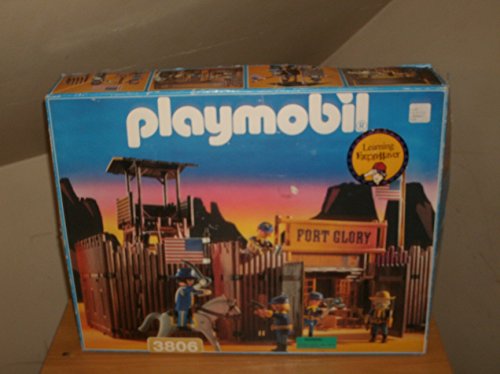 playmobil
Learning
Express
FORT GLORY
3806